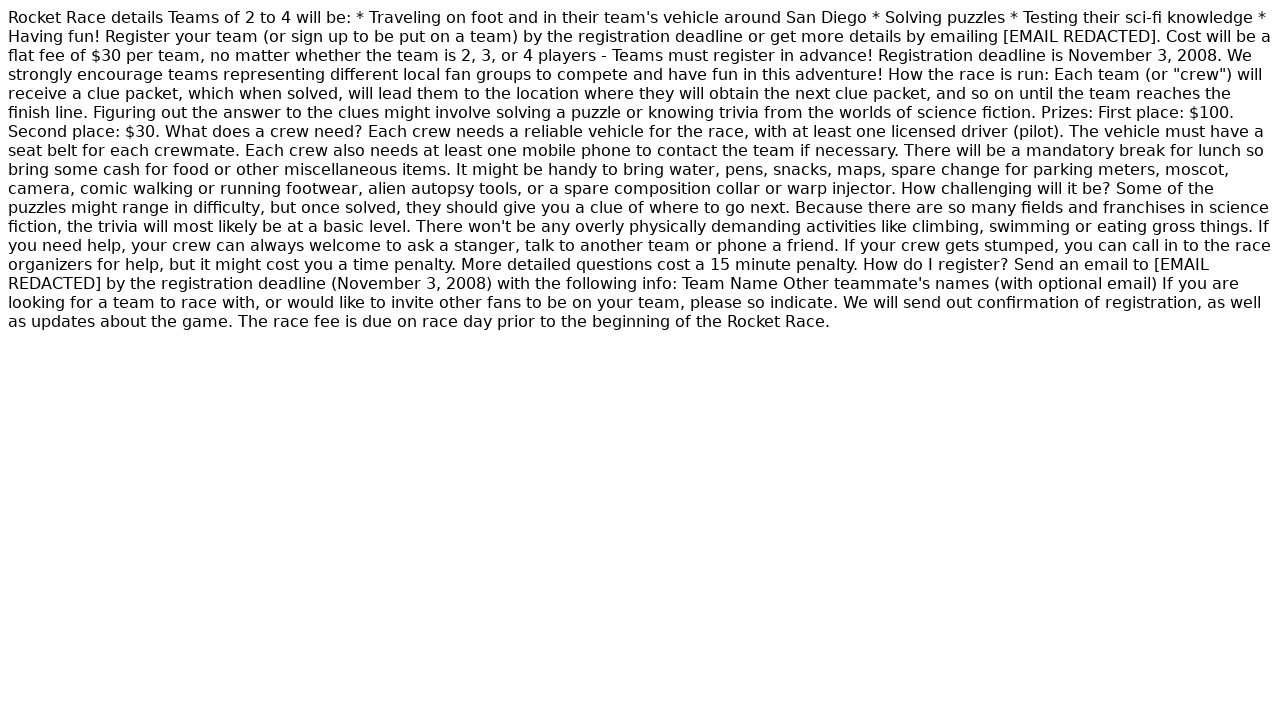 Rocket Race details Teams of 2 to 4 will be: * Traveling on foot and in their team's vehicle around San Diego * Solving puzzles * Testing their sci-fi knowledge *
Having fun! Register your team (or sign up to be put on a team) by the registration deadline or get more details by emailing [EMAIL REDACTED]. Cost will be a
flat fee of $30 per team, no matter whether the team is 2, 3, or 4 players - Teams must register in advance! Registration deadline is November 3, 2008. We
strongly encourage teams representing different local fan groups to compete and have fun in this adventure! How the race is run: Each team (or "crew") will
receive a clue packet, which when solved, will lead them to the location where they will obtain the next clue packet, and so on until the team reaches the
finish line. Figuring out the answer to the clues might involve solving a puzzle or knowing trivia from the worlds of science fiction. Prizes: First place: $100.
Second place: $30. What does a crew need? Each crew needs a reliable vehicle for the race, with at least one licensed driver (pilot). The vehicle must have a
seat belt for each crewmate. Each crew also needs at least one mobile phone to contact the team if necessary. There will be a mandatory break for lunch so
bring some cash for food or other miscellaneous items. It might be handy to bring water, pens, snacks, maps, spare change for parking meters, moscot,
camera, comic walking or running footwear, alien autopsy tools, or a spare composition collar or warp injector. How challenging will it be? Some of the
puzzles might range in difficulty, but once solved, they should give you a clue of where to go next. Because there are so many fields and franchises in science
fiction, the trivia will most likely be at a basic level. There won't be any overly physically demanding activities like climbing, swimming or eating gross things. If
you need help, your crew can always welcome to ask a stanger, talk to another team or phone a friend. If your crew gets stumped, you can call in to the race
organizers for help, but it might cost you a time penalty. More detailed questions cost a 15 minute penalty. How do I register? Send an email to [EMAIL
REDACTED] by the registration deadline (November 3, 2008) with the following info: Team Name Other teammate's names (with optional email) If you are
looking for a team to race with, or would like to invite other fans to be on your team, please so indicate. We will send out confirmation of registration, as well
as updates about the game. The race fee is due on race day prior to the beginning of the Rocket Race.